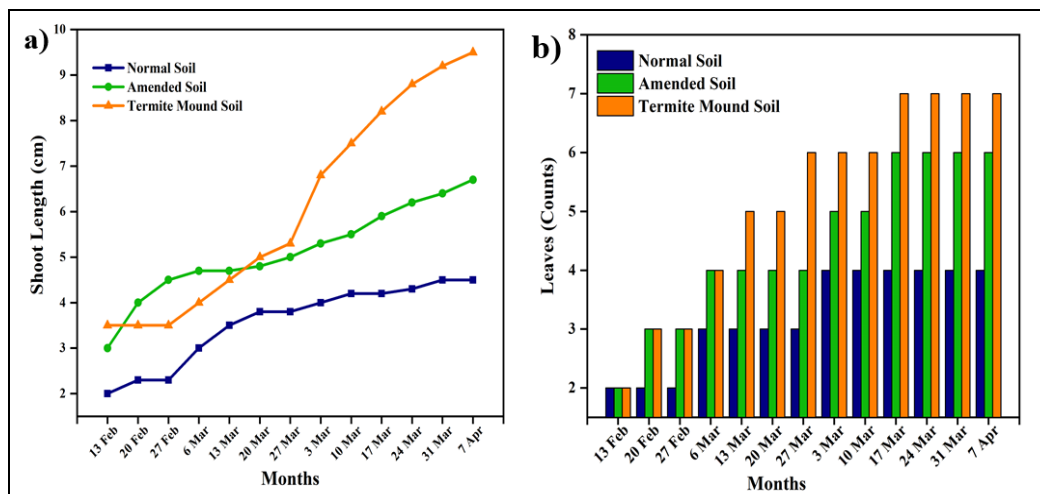 a)
Normal Soil
Amended Soil
Termite Mound Soil
Shoot Length (cm)
10
9
8
7
6
5
4
3
2
13 Feb
20 Feb
27 Feb
6 Mar
13 Mar
20 Mar
27 Mar
3 Mar
10 Mar
17 Mar
24 Mar
31 Mar
7 Apr
Months
b)
Normal Soil
Amended Soil
Termite Mound Soil
Leaves (Counts)
8
7
6
5
4
3
2
13 Feb
20 Feb
27 Feb
6 Mar
13 Mar
20 Mar
27 Mar
3 Mar
10 Mar
17 Mar
24 Mar
31 Mar
7 Apr
Months